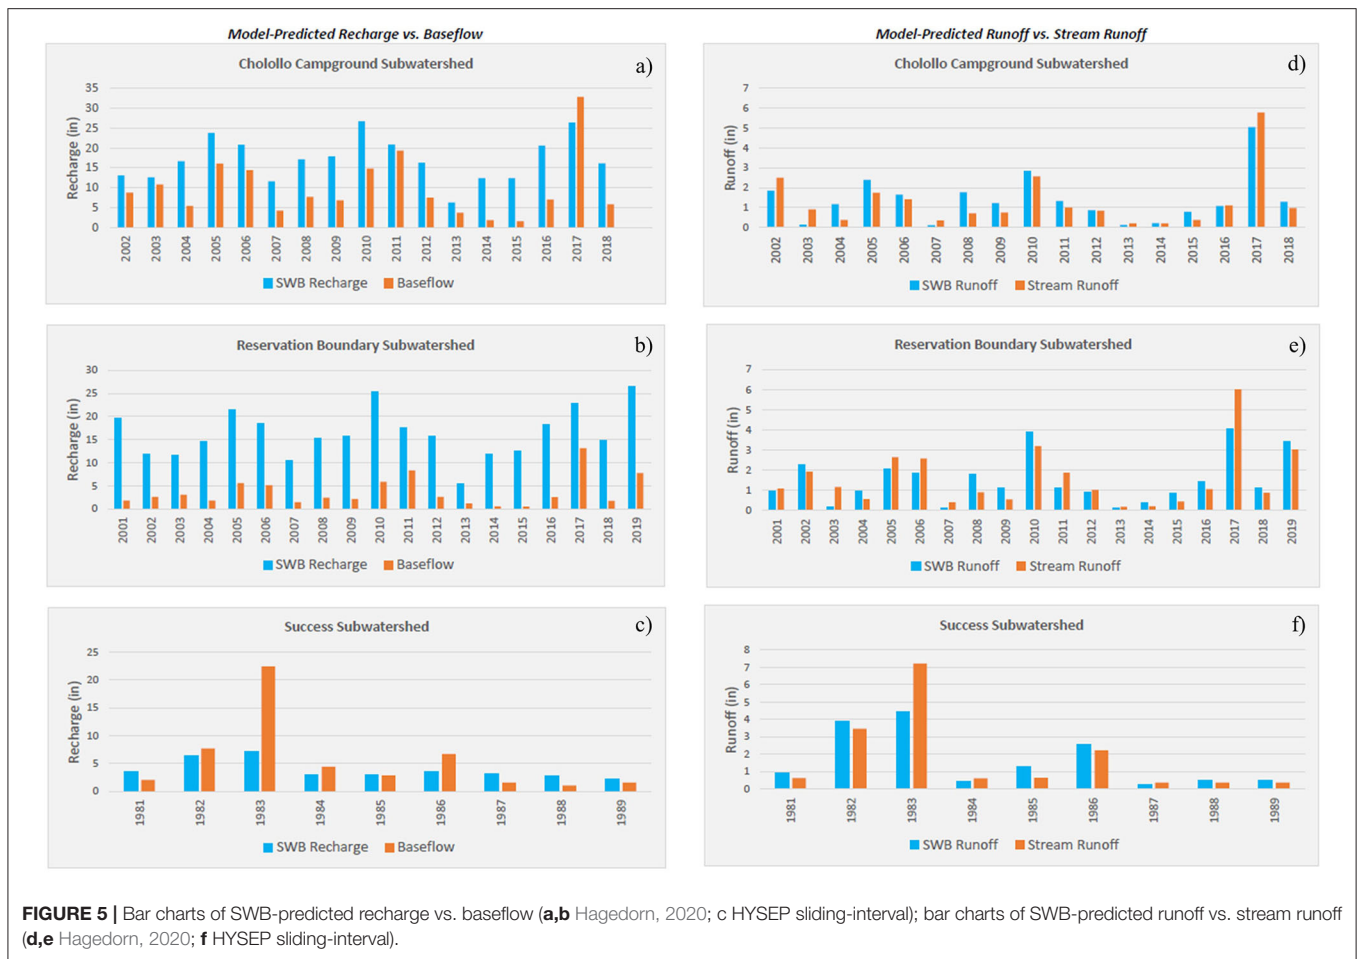 Model-Predicted Recharge vs. Baseflow
Cholollo Campground Subwatershed
a)
Recharge (in)
35
30
25
20
15
10
5
0
2002 2003 2004 2005 2006 2007 2008 2009 2010 2011 2012 2013 2014 2015 2016 2017 2018
SWB Recharge Baseflow
Reservation Boundary Subwatershed
b)
Recharge (in)
30
25
20
15
10
5
0
2001 2002 2003 2004 2005 2006 2007 2008 2009 2010 2011 2012 2013 2014 2015 2016 2017 2018 2019
SWB Recharge Baseflow
Success Subwatershed
c)
Recharge (in)
25
20
15
10
5
0
1981 1982 1983 1984 1985 1986 1987 1988 1989
SWB Recharge Baseflow
Model-Predicted Runoff vs. Stream Runoff
Cholollo Campground Subwatershed
d)
Runoff (in)
7
6
5
4
3
2
1
0
2002 2003 2004 2005 2006 2007 2008 2009 2010 2011 2012 2013 2014 2015 2016 2017 2018
SWB Runoff Stream Runoff
Reservation Boundary Subwatershed
e)
Runoff (in)
7
6
5
4
3
2
1
0
2001 2002 2003 2004 2005 2006 2007 2008 2009 2010 2011 2012 2013 2014 2015 2016 2017 2018 2019
SWB Runoff Stream Runoff
Success Subwatershed
f)
Runoff (in)
8
7
6
5
4
3
2
1
0
1981 1982 1983 1984 1985 1986 1987 1988 1989
SWB Runoff Stream Runoff
FIGURE 5 | Bar charts of SWB-predicted recharge vs. baseflow (a,b Hagedorn, 2020; c HYSEP sliding-interval); bar charts of SWB-predicted runoff vs. stream runoff
(d,e Hagedorn, 2020; f HYSEP sliding-interval).